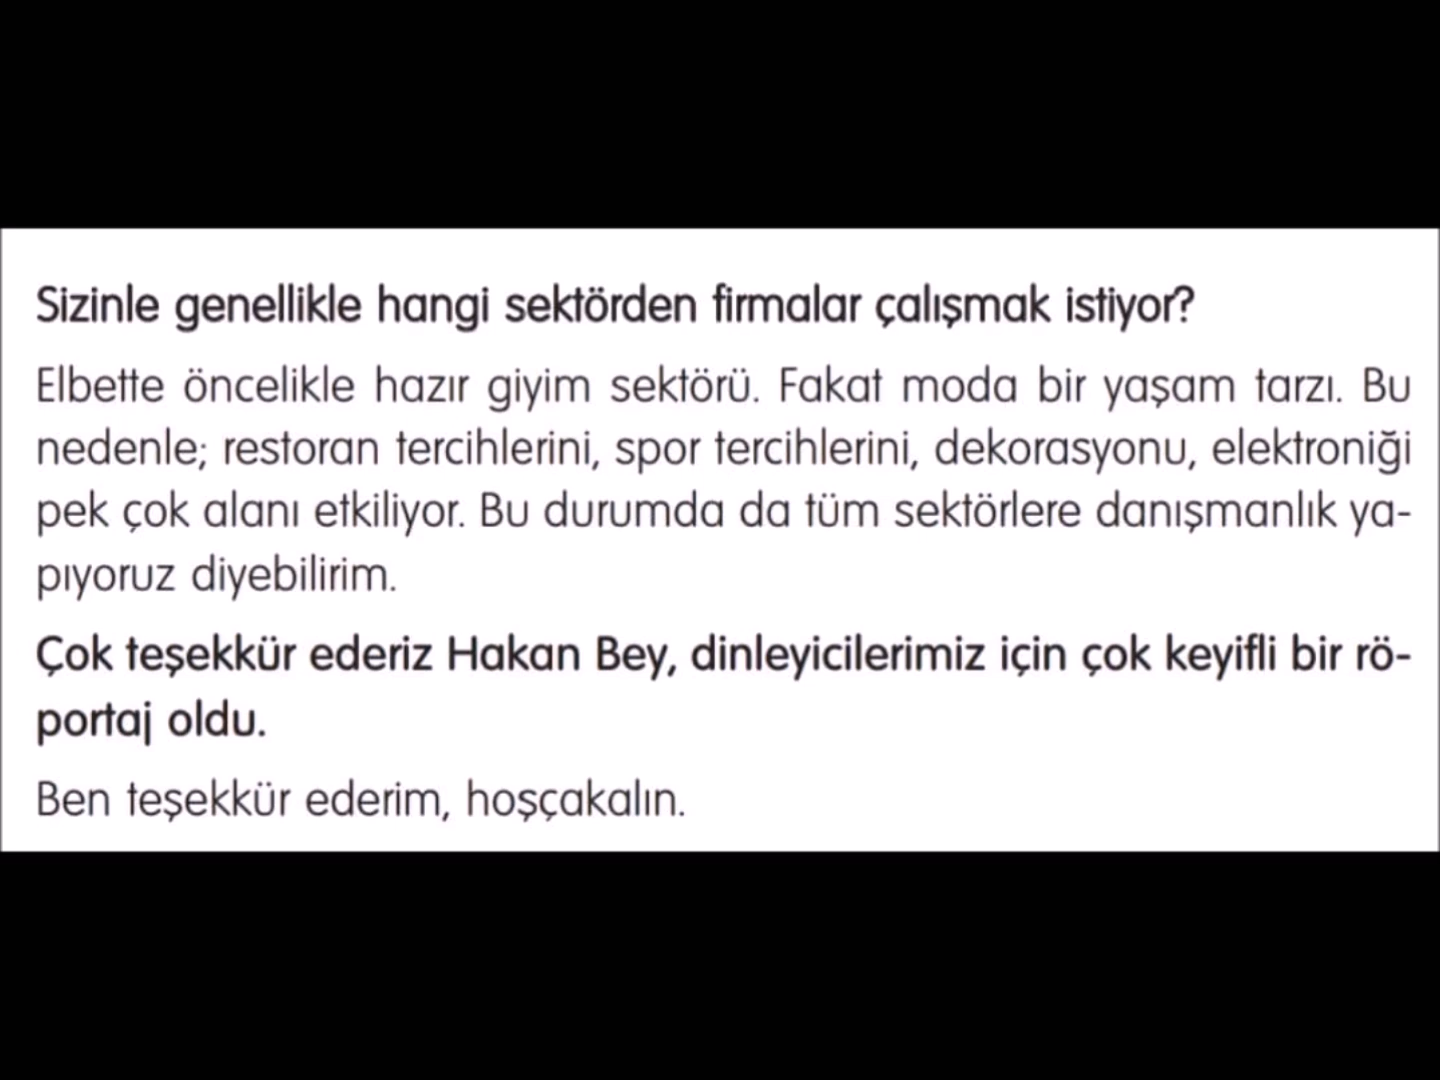 Sizinle genellikle hangi sektörden firmalar çalışmak istiyor?
Elbette öncelikle hazır giyim sektörü. Fakat moda bir yaşam tarzı. Bu
nedenle; restoran tercihlerini, spor tercihlerini, dekorasyonu, elektroniği
pek çok alanı etkiliyor. Bu durumda da tüm sektörlere danışmanlık ya-
pıyoruz diyebilirim.
Çok teşekkür ederiz Hakan Bey, dinleyicilerimiz için çok keyifli bir rö-
portaj oldu.
Ben teşekkür ederim, hoşçakalın.